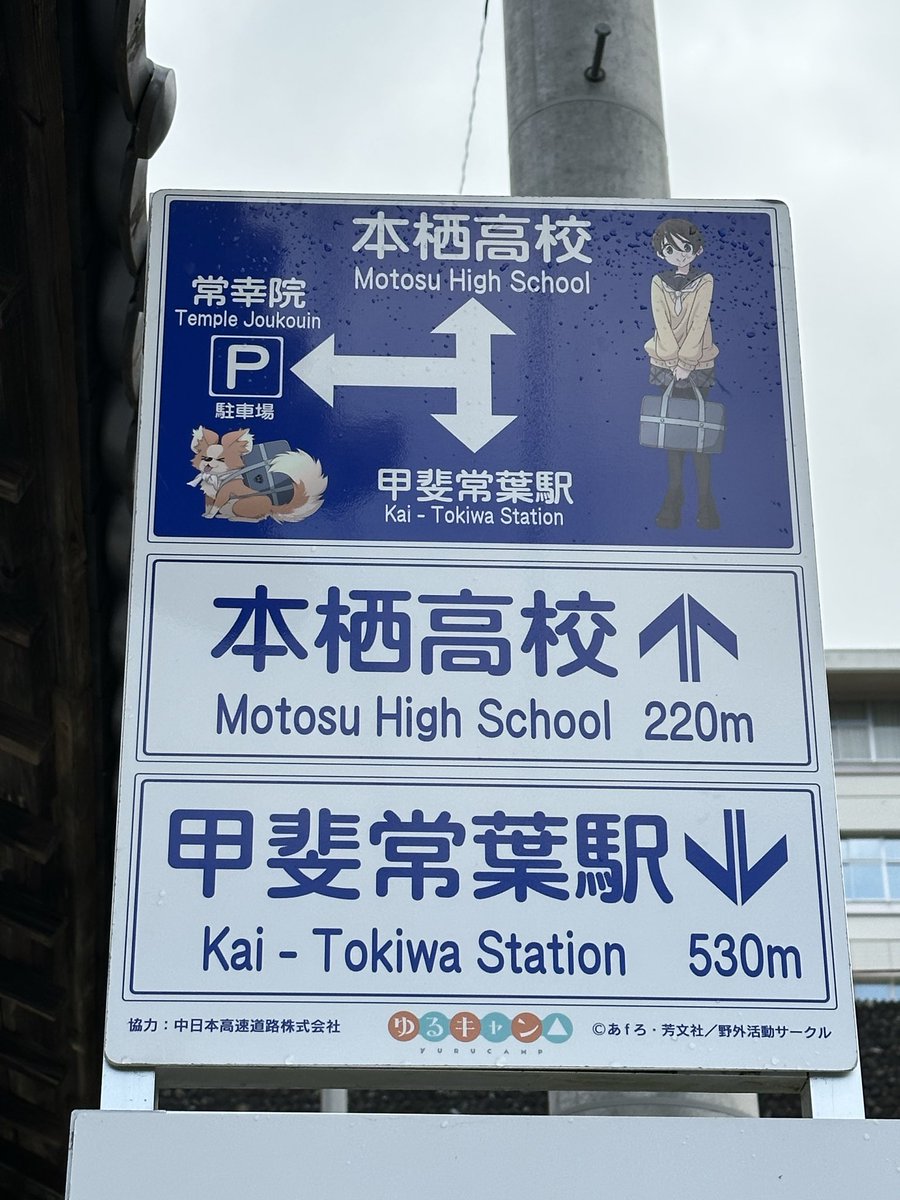 本栖高校
Motosu High School
常幸院
Temple Joukouin
P
駐車場
甲斐常葉駅
Kai - Tokiwa Station
本栖高校
Motosu High School 220m
甲斐常葉駅
Kai - Tokiwa Station 530m
協力：中日本高速道路株式会社 ゆるキャン△ ©あfろ・芳文社／野外活動サークル
YURUCAMP